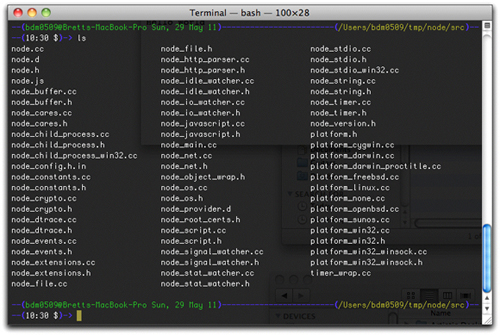 Terminal — bash — 100×28
--(bdm0509@Bretts-MacBook-Pro Sun, 29 May 11)--(/Users/bdm0509/tmp/node/src)--
--(10:30 $)-> ls
node.cc node_file.h node_stdio.cc
node.d node_http_parser.cc node_stdio.h
node.h node_http_parser.h node_stdio_win32.cc
node.js node_idle_watcher.cc node_string.cc
node_buffer.cc node_idle_watcher.h node_string.h
node_buffer.h node_io_watcher.cc node_timer.cc
node_cares.cc node_io_watcher.h node_timer.h
node_cares.h node_javascript.cc node_version.h
node_child_process.cc node_javascript.h platform.h
node_child_process.h node_main.cc platform_cygwin.cc
node_child_process_win32.cc node_net.cc platform_darwin.cc
node_config.h.in node_net.h platform_darwin_proctitle.cc
node_constants.cc node_object_wrap.h platform_freebsd.cc
node_constants.h node_os.cc platform_linux.cc
node_crypto.cc node_os.h platform_none.cc
node_crypto.h node_provider.d platform_openbsd.cc
node_dtrace.cc node_root_certs.h platform_sunos.cc
node_dtrace.h node_script.cc platform_win32.cc
node_events.cc node_script.h platform_win32.h
node_events.h node_signal_watcher.cc platform_win32_winsock.cc
node_extensions.cc node_signal_watcher.h platform_win32_winsock.h
node_extensions.h node_stat_watcher.cc timer_wrap.cc
node_file.cc node_stat_watcher.h
--(bdm0509@Bretts-MacBook-Pro Sun, 29 May 11)--(/Users/bdm0509/tmp/node/src)--
--(10:30 $)->
DEVICES
Name